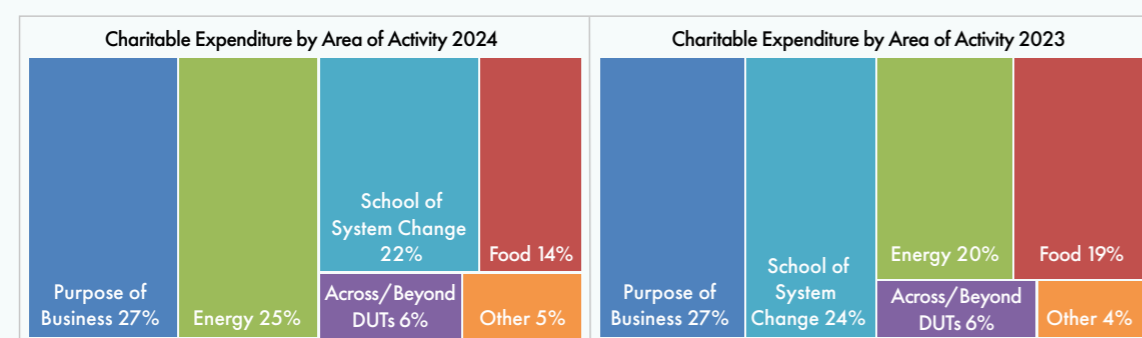 Charitable Expenditure by Area of Activity 2024
Purpose of
Business 27%
Energy 25%
School of
System Change
22%
Food 14%
Across/Beyond
DUTs 6%
Other 5%
Charitable Expenditure by Area of Activity 2023
Purpose of
Business 27%
School of
System
Change 24%
Energy 20%
Food 19%
Across/Beyond
DUTs 6%
Other 4%